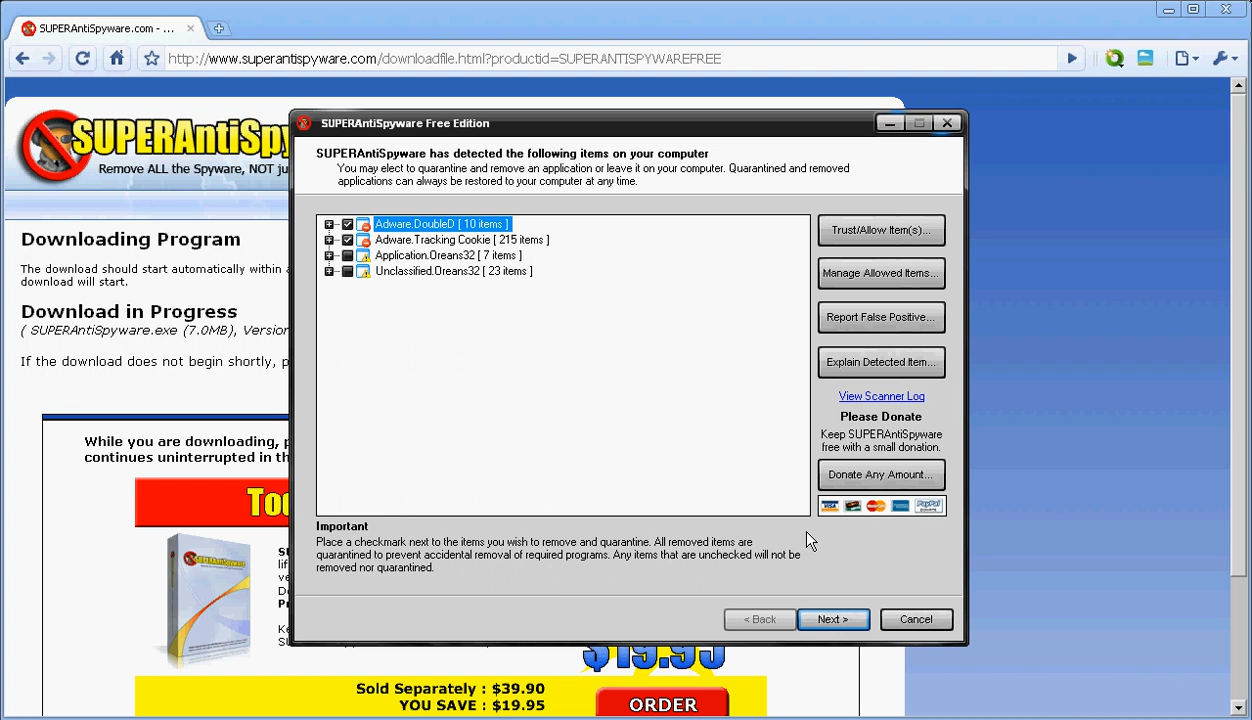 SUPERAntiSpyware.com - ...
http://www.superantispyware.com/downloadfile.html?productid=SUPERANTISPYWAREFREE
SUPERAntiSpy
Remove ALL the Spyware, NOT ju
Downloading Program
The download should start automatically within
download will start.
Download in Progress
( SUPERAntiSpyware.exe (7.0MB), Version
If the download does not begin shortly, p
While you are downloading, p
continues uninterrupted in th
SUPERAntiSpyware Free Edition
SUPERAntiSpyware has detected the following items on your computer
You may elect to quarantine and remove an application or leave it on your computer. Quarantined and removed
applications can always be restored to your computer at any time.
Adware.DoubleD [ 10 items ]
Adware.Tracking Cookie [ 215 items ]
Application.Oreans32 [ 7 items ]
Unclassified.Oreans32 [ 23 items ]
Trust/Allow Item(s)...
Manage Allowed Items...
Report False Positive...
Explain Detected Item...
View Scanner Log
Please Donate
Keep SUPERAntiSpyware
free with a small donation.
Donate Any Amount...
VISA
PayPal
Important
Place a checkmark next to the items you wish to remove and quarantine. All removed items are
quarantined to prevent accidental removal of required programs. Any items that are unchecked will not be
removed nor quarantined.
< Back
Next >
Cancel
$19.95
Sold Separately : $39.90
YOU SAVE : $19.95
ORDER